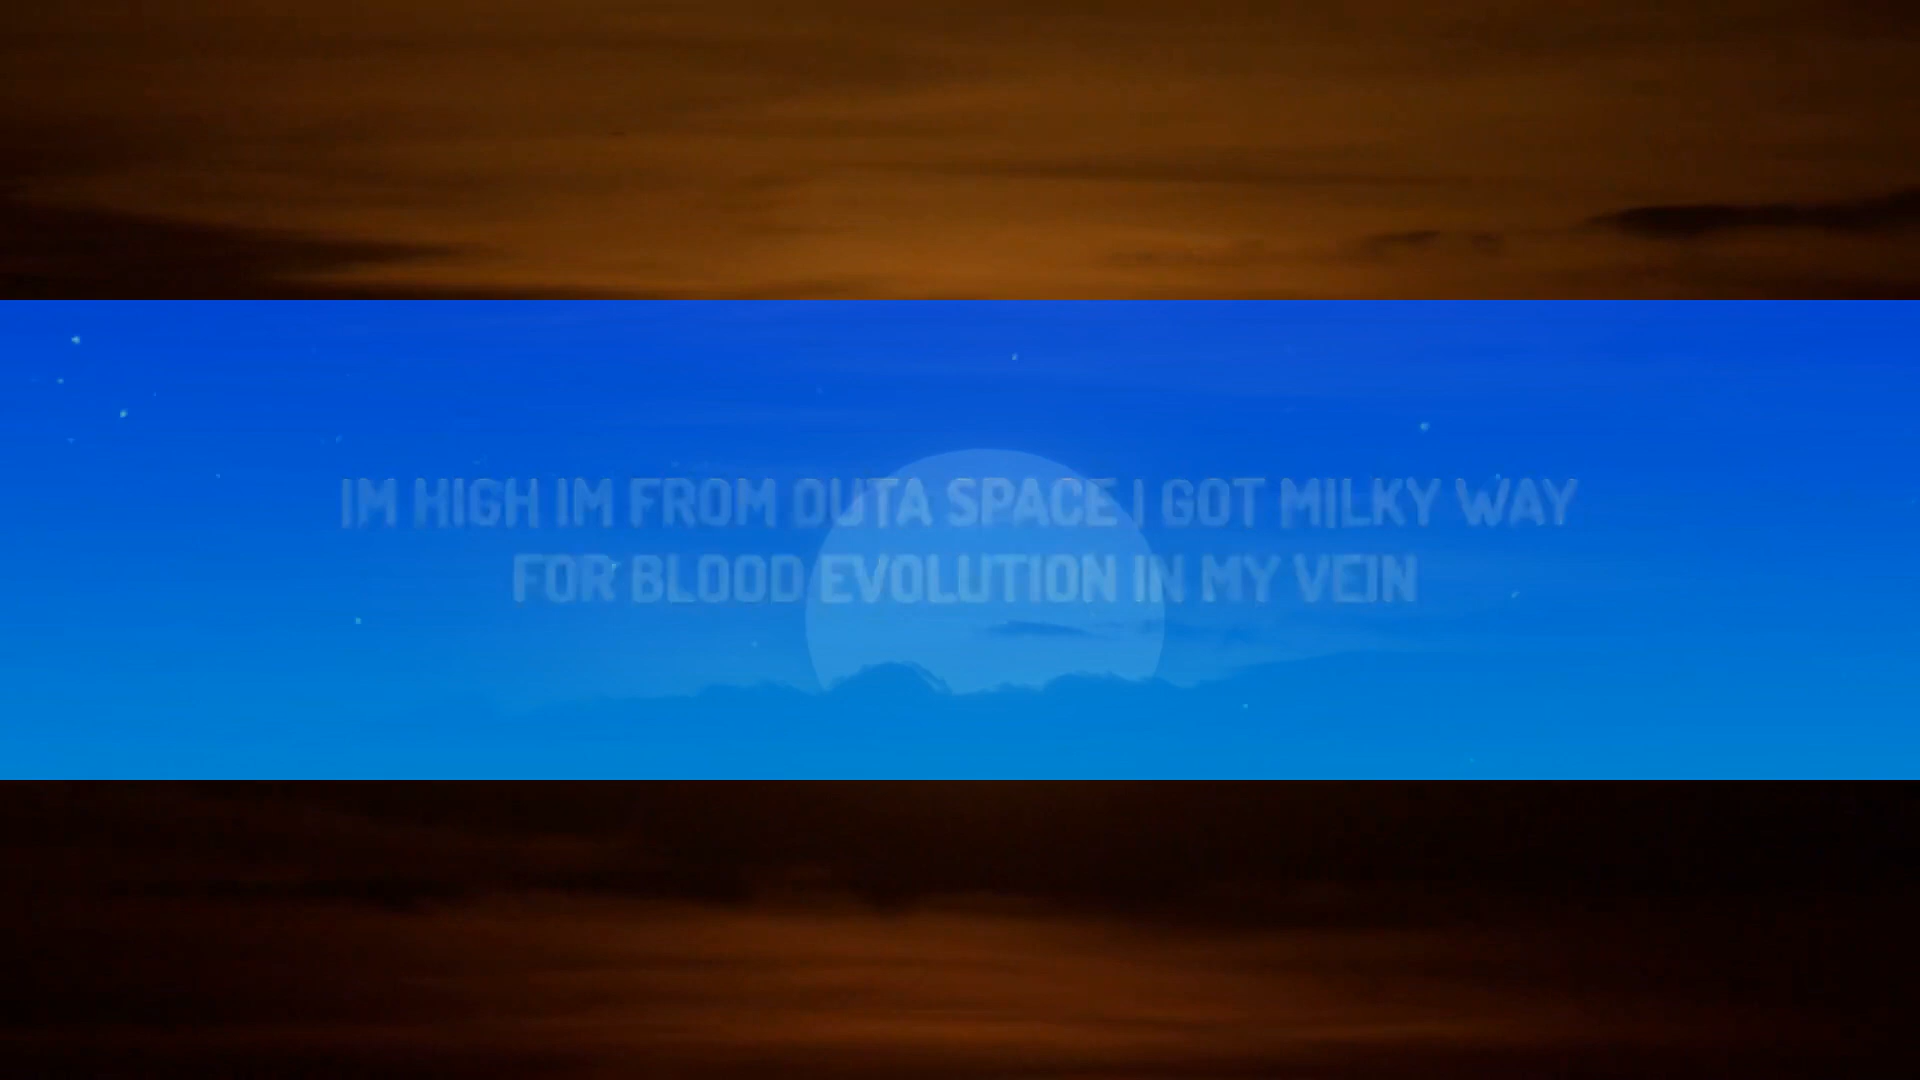 IM HIGH IM FROM OUTA SPACE I GOT MILKY WAY
FOR BLOOD EVOLUTION IN MY VEIN